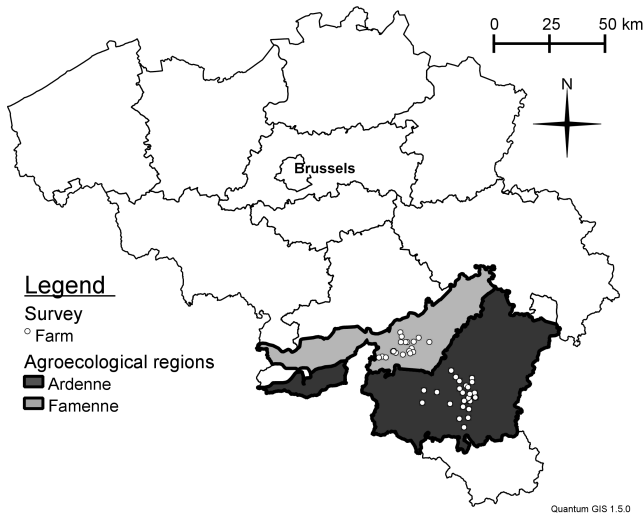 0 25 50 km
N
Brussels
Legend
Survey
Farm
Agroecological regions
Ardenne
Famenne
Quantum GIS 1.5.0